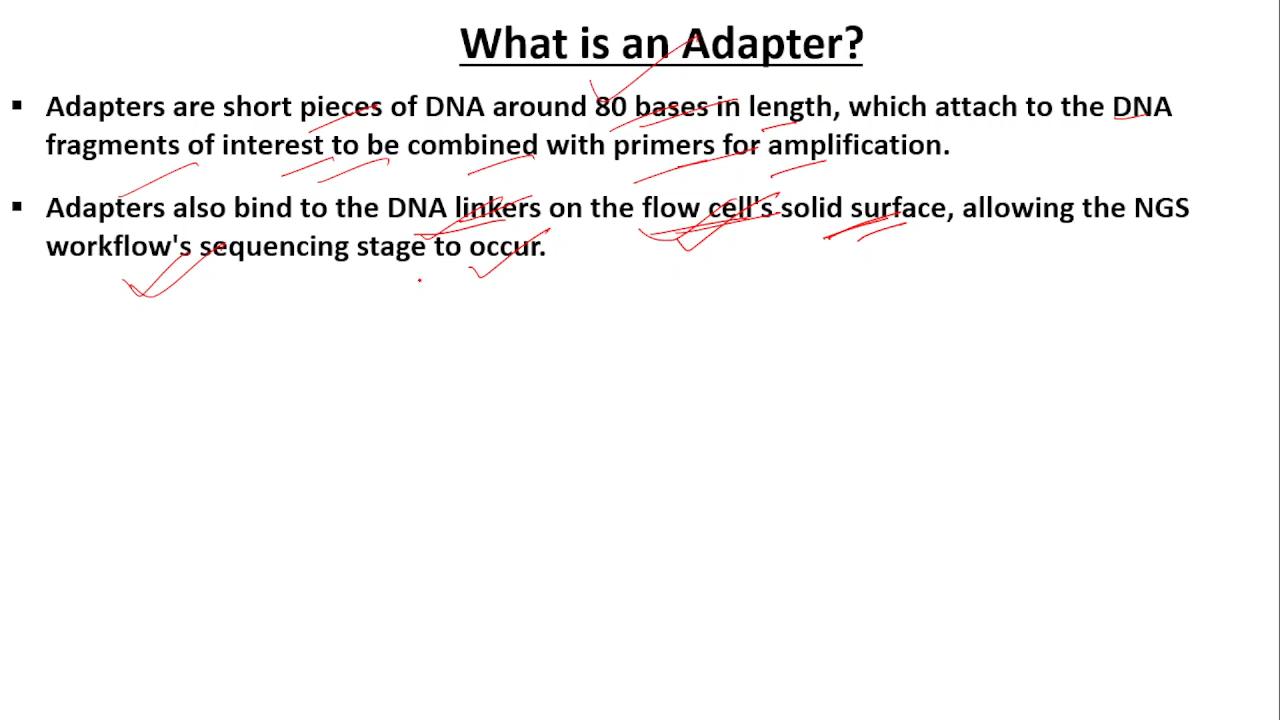 What is an Adapter?
▪ Adapters are short pieces of DNA around 80 bases in length, which attach to the DNA
fragments of interest to be combined with primers for amplification.
▪ Adapters also bind to the DNA linkers on the flow cell's solid surface, allowing the NGS
workflow's sequencing stage to occur.